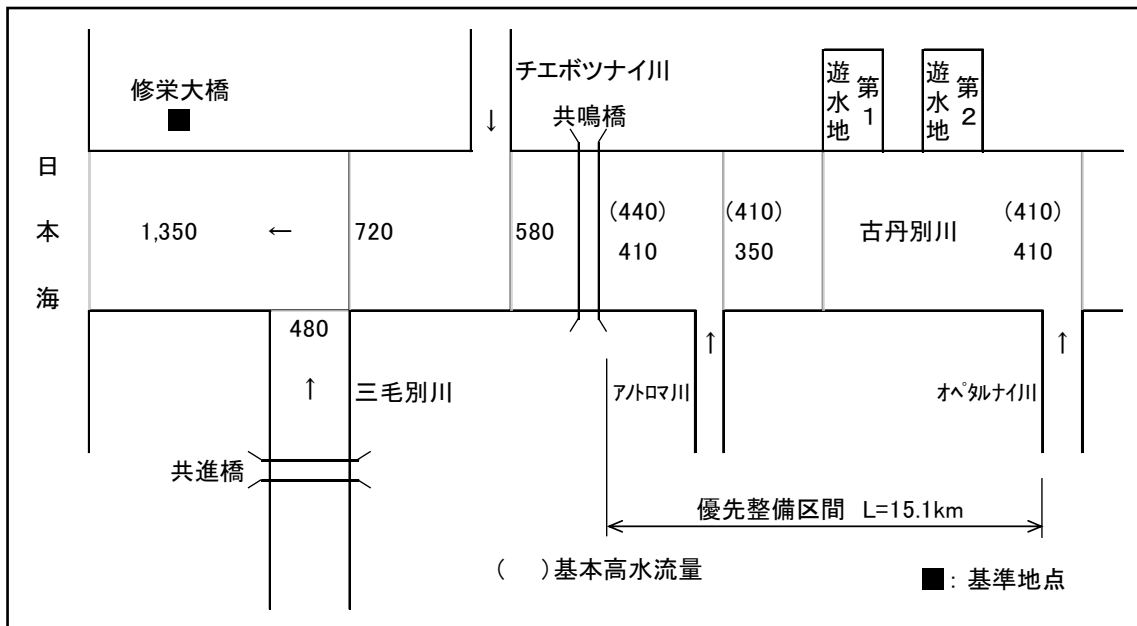 チエボツナイ川
修栄大橋
■
↓
共鳴橋
遊水地 第1
遊水地 第2
日本海
1,350
←
720
580
(440)
410
(410)
350
古丹別川
(410)
410
480
↑
三毛別川
アノトロマ川
↑
オペタルナイ川
↑
共進橋
優先整備区間 L=15.1km
( )基本高水流量
■:基準地点